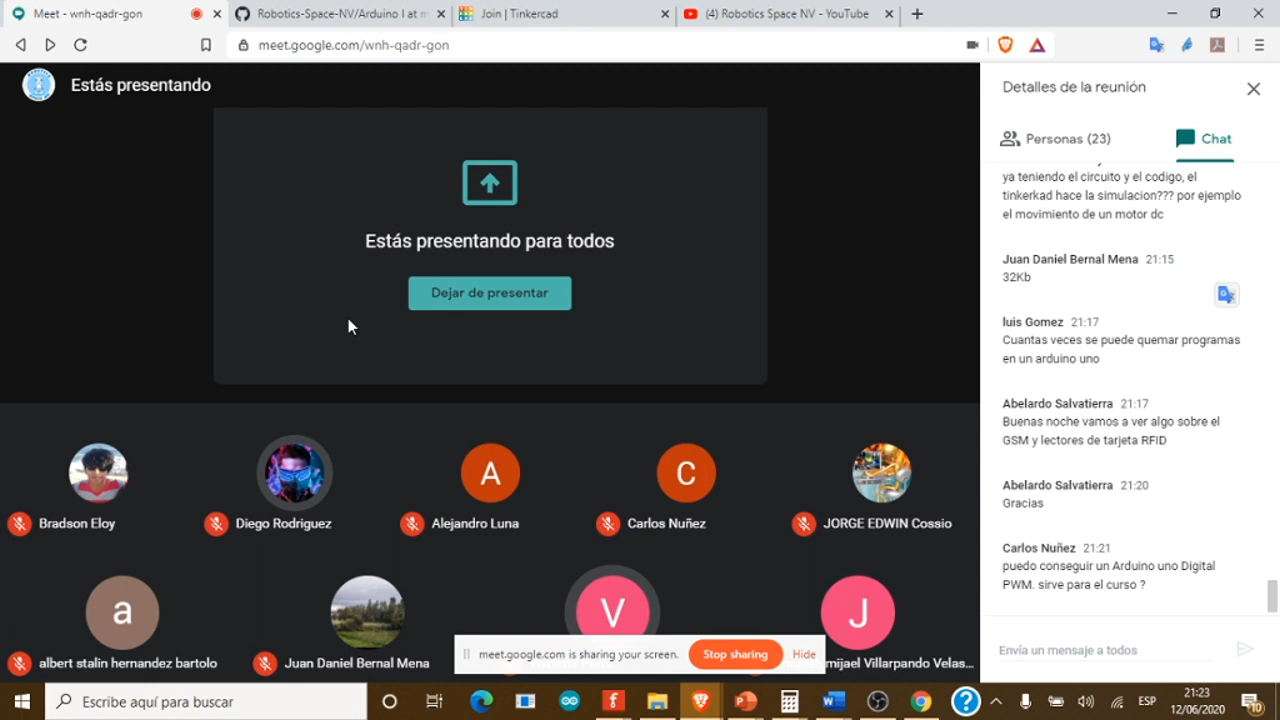 Meet - wnh-qadr-gon
Robotics-Space-NV/Arduino I at m
Join | Tinkercad
(4) Robotics Space NV - YouTube
meet.google.com/wnh-qadr-gon
Estás presentando
Estás presentando para todos
Dejar de presentar
Detalles de la reunión
Personas (23)
Chat
ya teniendo el circuito y el codigo, el
tinkerkad hace la simulacion??? por ejemplo
el movimiento de un motor dc
Juan Daniel Bernal Mena 21:15
32Kb
luis Gomez 21:17
Cuantas veces se puede quemar programas
en un arduino uno
Abelardo Salvatierra 21:17
Buenas noche vamos a ver algo sobre el
GSM y lectores de tarjeta RFID
Abelardo Salvatierra 21:20
Gracias
Carlos Nuñez 21:21
puedo conseguir un Arduino uno Digital
PWM. sirve para el curso ?
Envía un mensaje a todos
A
C
Bradson Eloy
Diego Rodriguez
Alejandro Luna
Carlos Nuñez
JORGE EDWIN Cossio
a
V
J
albert stalin hernandez bartolo
Juan Daniel Bernal Mena
mijael Villarpando Velas...
meet.google.com is sharing your screen.
Stop sharing
Hide
Escribe aquí para buscar
ESP
21:23
12/06/2020
10